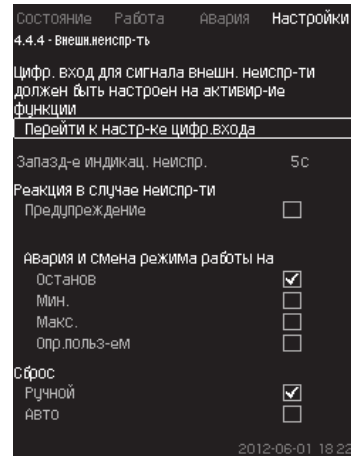 Состояние Работа Авария Настройки
4.4.4 - Внешн.неиспр-ть
Цифр. вход для сигнала внешн. неиспр-ти
должен быть настроен на активир-ие
функции
Перейти к настр-ке цифр.входа
Запазд-е индикац. неиспр. 5с
Реакция в случае неиспр-ти
Предупреждение
Авария и смена режима работы на
Останов
Мин.
Макс.
Опр.польз-ем
Сброс
Ручной
Авто
2012-06-01 18:22